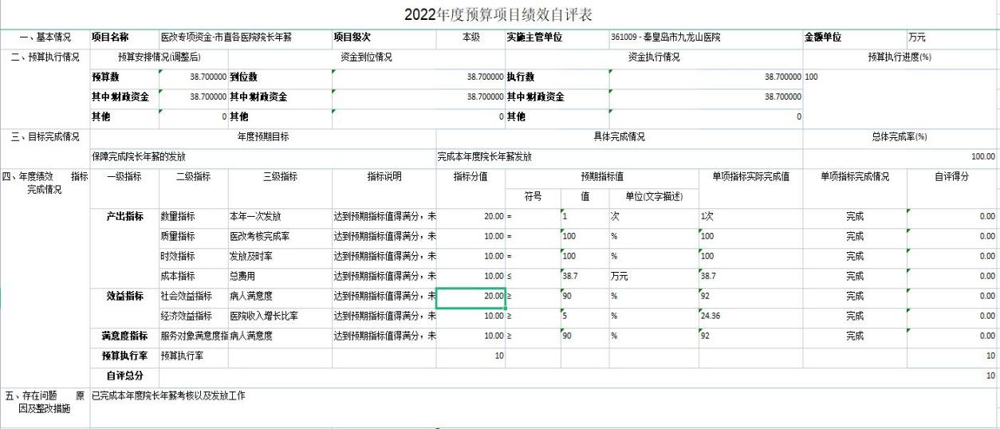 2022年度预算项目绩效自评表
一、基本情况 项目名称 医改专项资金-市直各医院院长年薪 项目级次 本级 实施主管单位 361009 - 秦皇岛市九龙山医院 金额单位 万元
二、预算执行情况 预算安排情况(调整后) 资金到位情况 资金执行情况 预算执行进度(%)
预算数 38.700000 到位数 38.700000 执行数 38.700000 100
其中:财政资金 38.700000 其中:财政资金 38.700000 其中:财政资金 38.700000
其他 0 其他 0 其他 0
三、目标完成情况 年度预期目标 具体完成情况 总体完成率(%)
保障完成院长年薪的发放 完成本年度院长年薪发放 100.00
四、年度绩效 指标 一级指标 二级指标 三级指标 指标说明 指标分值 预期指标值 单项指标实际完成值 单项指标完成情况 自评得分
完成情况 符号 值 单位(文字描述)
产出指标 数量指标 本年一次发放 达到预期指标值得满分，未 20.00 = 1 次 1次 完成 0.00
质量指标 医改考核完成率 达到预期指标值得满分，未 10.00 = 100 % 100 完成 0.00
时效指标 发放及时率 达到预期指标值得满分，未 10.00 = 100 % 100 完成 0.00
成本指标 总费用 达到预期指标值得满分，未 10.00 ≤ 38.7 万元 38.7 完成 0.00
效益指标 社会效益指标 病人满意度 达到预期指标值得满分，未 20.00 ≥ 90 % 92 完成 0.00
经济效益指标 医院收入增长比率 达到预期指标值得满分，未 10.00 ≥ 5 % 24.36 完成 0.00
满意度指标 服务对象满意度指 病人满意度 达到预期指标值得满分，未 10.00 ≥ 90 % 92 完成 0.00
预算执行率 预算执行率 10 10
自评总分 10
五、存在问题 原 已完成本年度院长年薪考核以及发放工作
因及整改措施